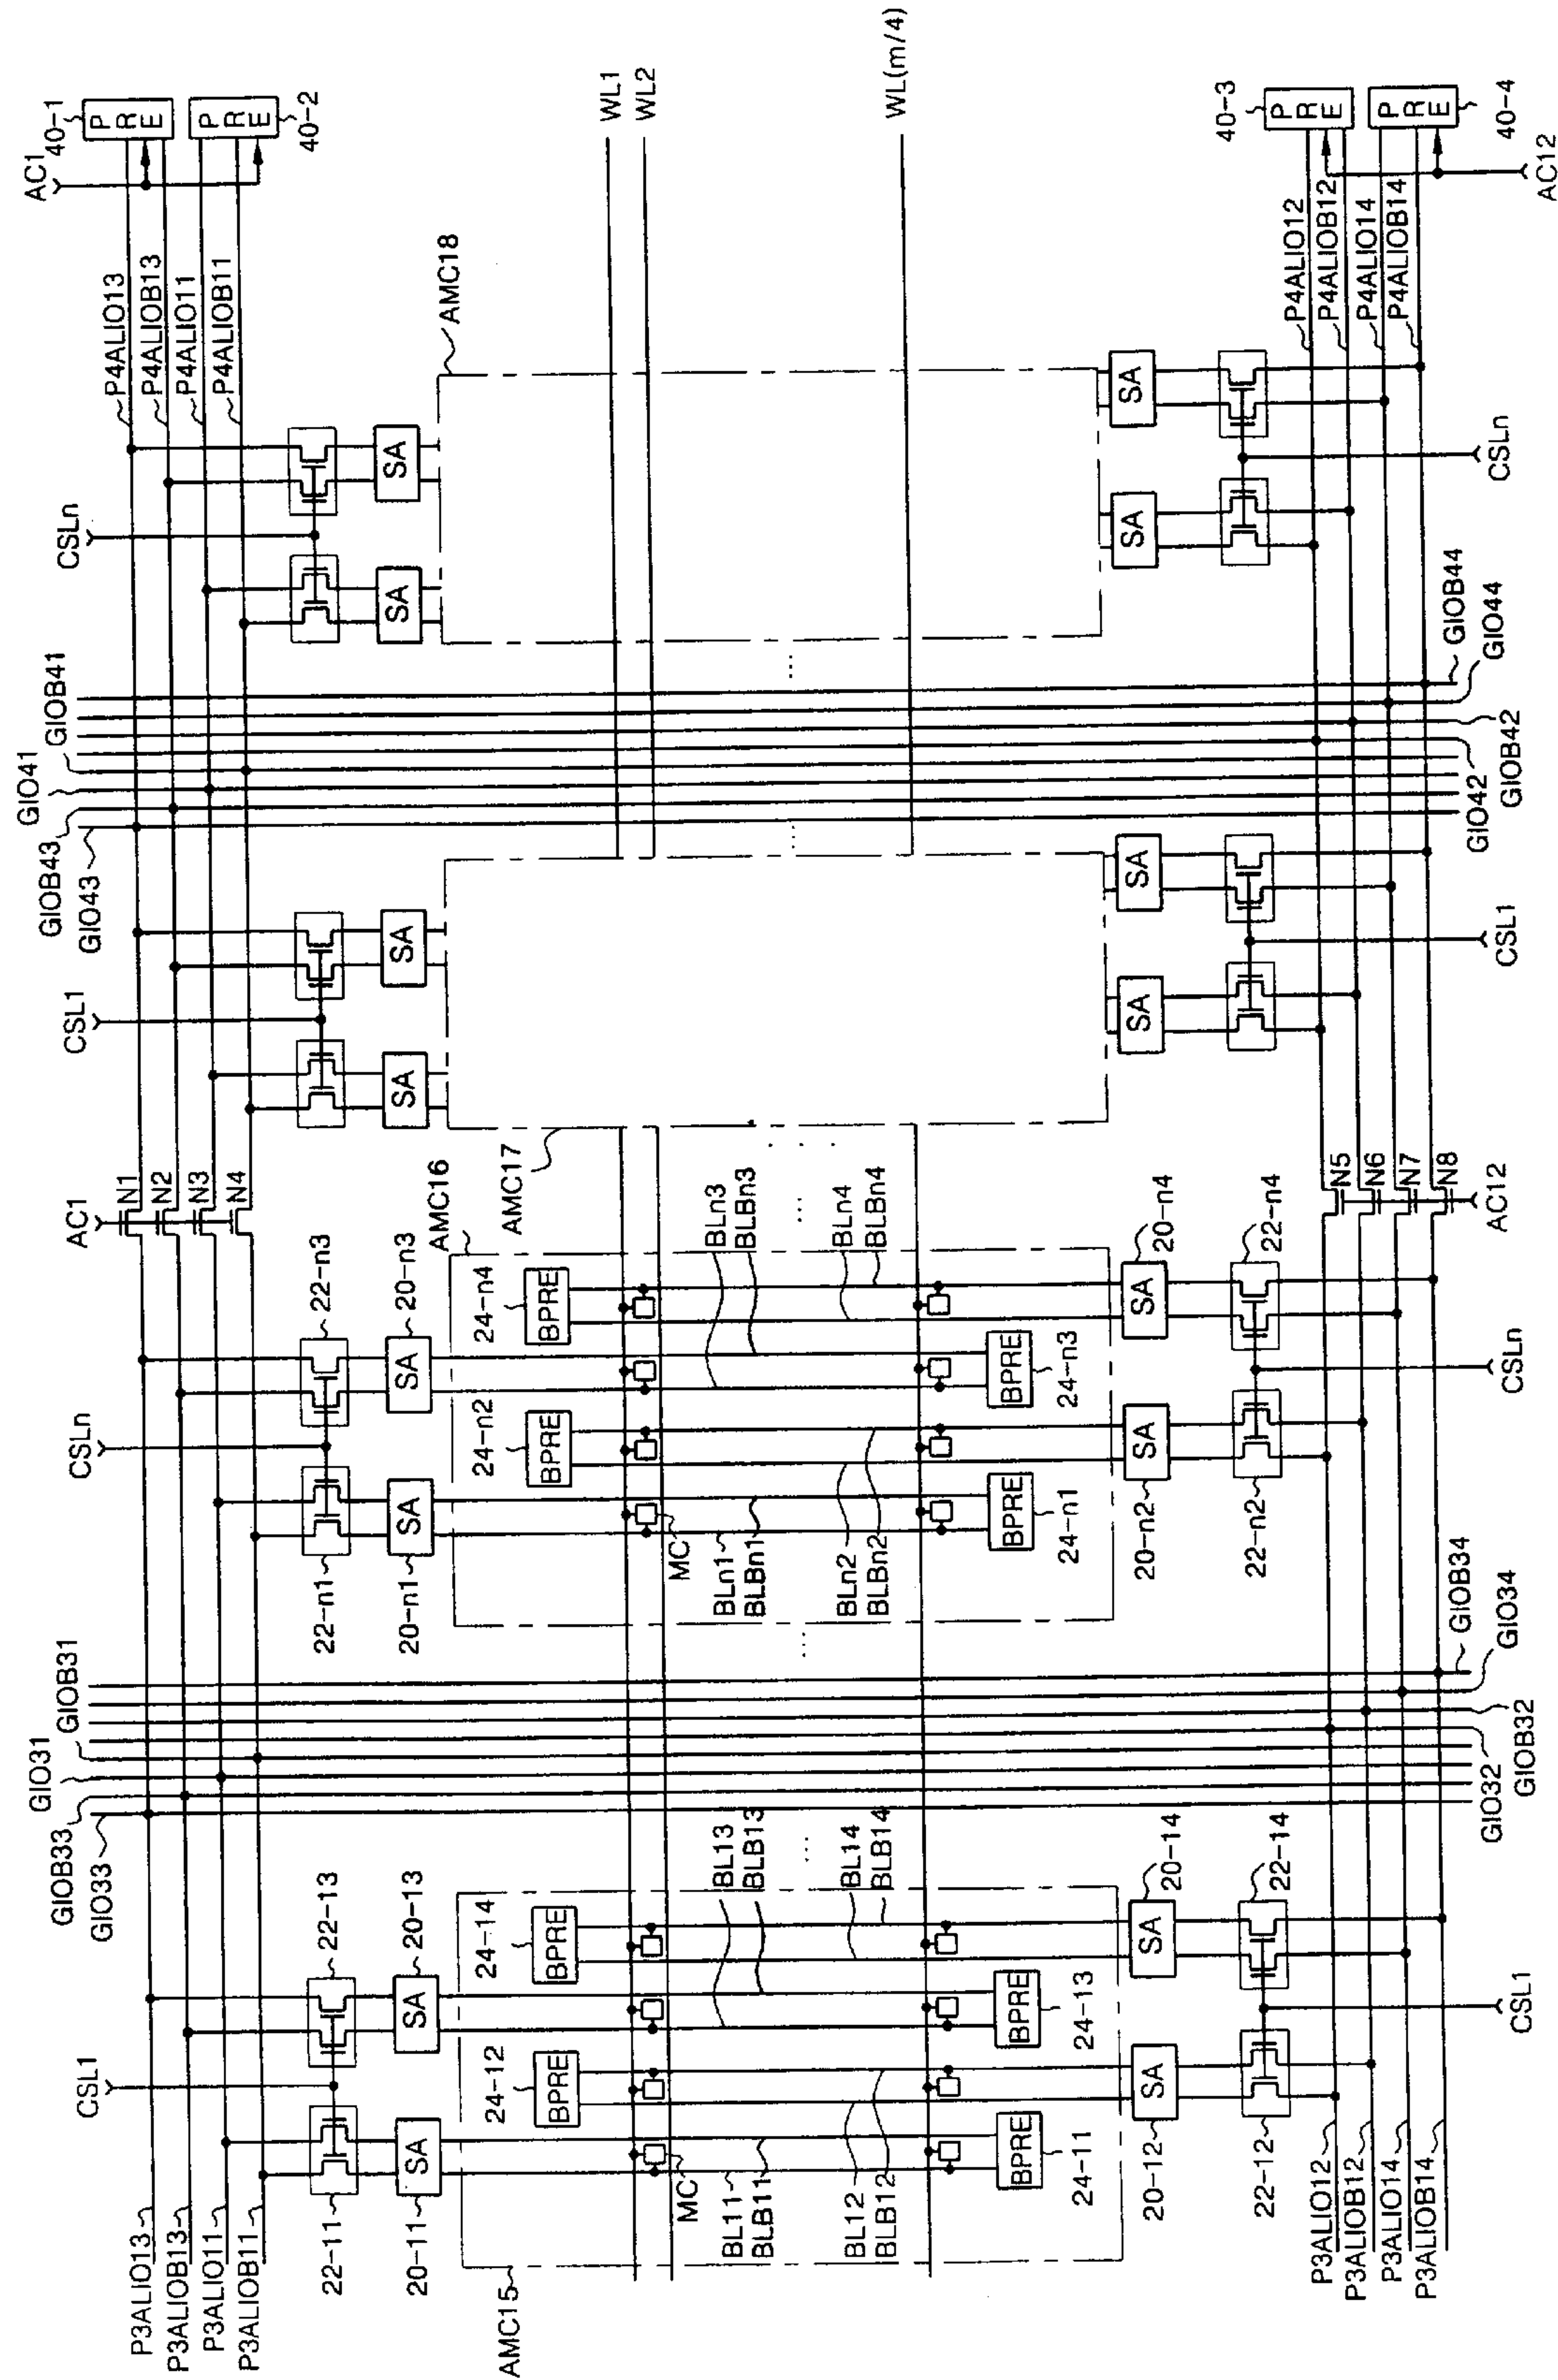 AC1
40-1
PRE
PRE
40-2
P4ALIO13
P4ALIOB13
P4ALIO11
P4ALIOB11
WL1
WL2
WL(m/4)
40-3
PRE
PRE
40-4
P4ALIO12
P4ALIOB12
P4ALIO14
P4ALIOB14
AC12
AMC18
CSLn
SA
SA
SA
SA
CSLn
GIOB41
GIO41
GIOB43
GIO43
GIOB44
GIO44
GIOB42
GIO42
CSL1
SA
SA
SA
SA
CSL1
AMC17
AC1
N1
N2
N3
N4
N5
N6
N7
N8
AC12
AMC16
CSLn
22-n3
20-n3
22-n1
20-n1
SA
SA
24-n4
BPRE
24-n2
BPRE
BPRE
24-n3
BPRE
24-n1
MC
BLn3
BLBn3
BLn4
BLBn4
BLn1
BLBn1
BLn2
BLBn2
20-n4
SA
22-n4
SA
20-n2
22-n2
CSLn
GIOB31
GIO31
GIOB33
GIO33
GIOB34
GIO34
GIOB32
GIO32
CSL1
22-13
20-13
22-11
20-11
SA
SA
24-14
BPRE
24-12
BPRE
BPRE
24-13
BPRE
24-11
MC
BL13
BLB13
BL14
BLB14
BL11
BLB11
BL12
BLB12
20-14
SA
22-14
SA
20-12
22-12
CSL1
AMC15
P3ALIO13
P3ALIOB13
P3ALIO11
P3ALIOB11
P3ALIO12
P3ALIOB12
P3ALIO14
P3ALIOB14